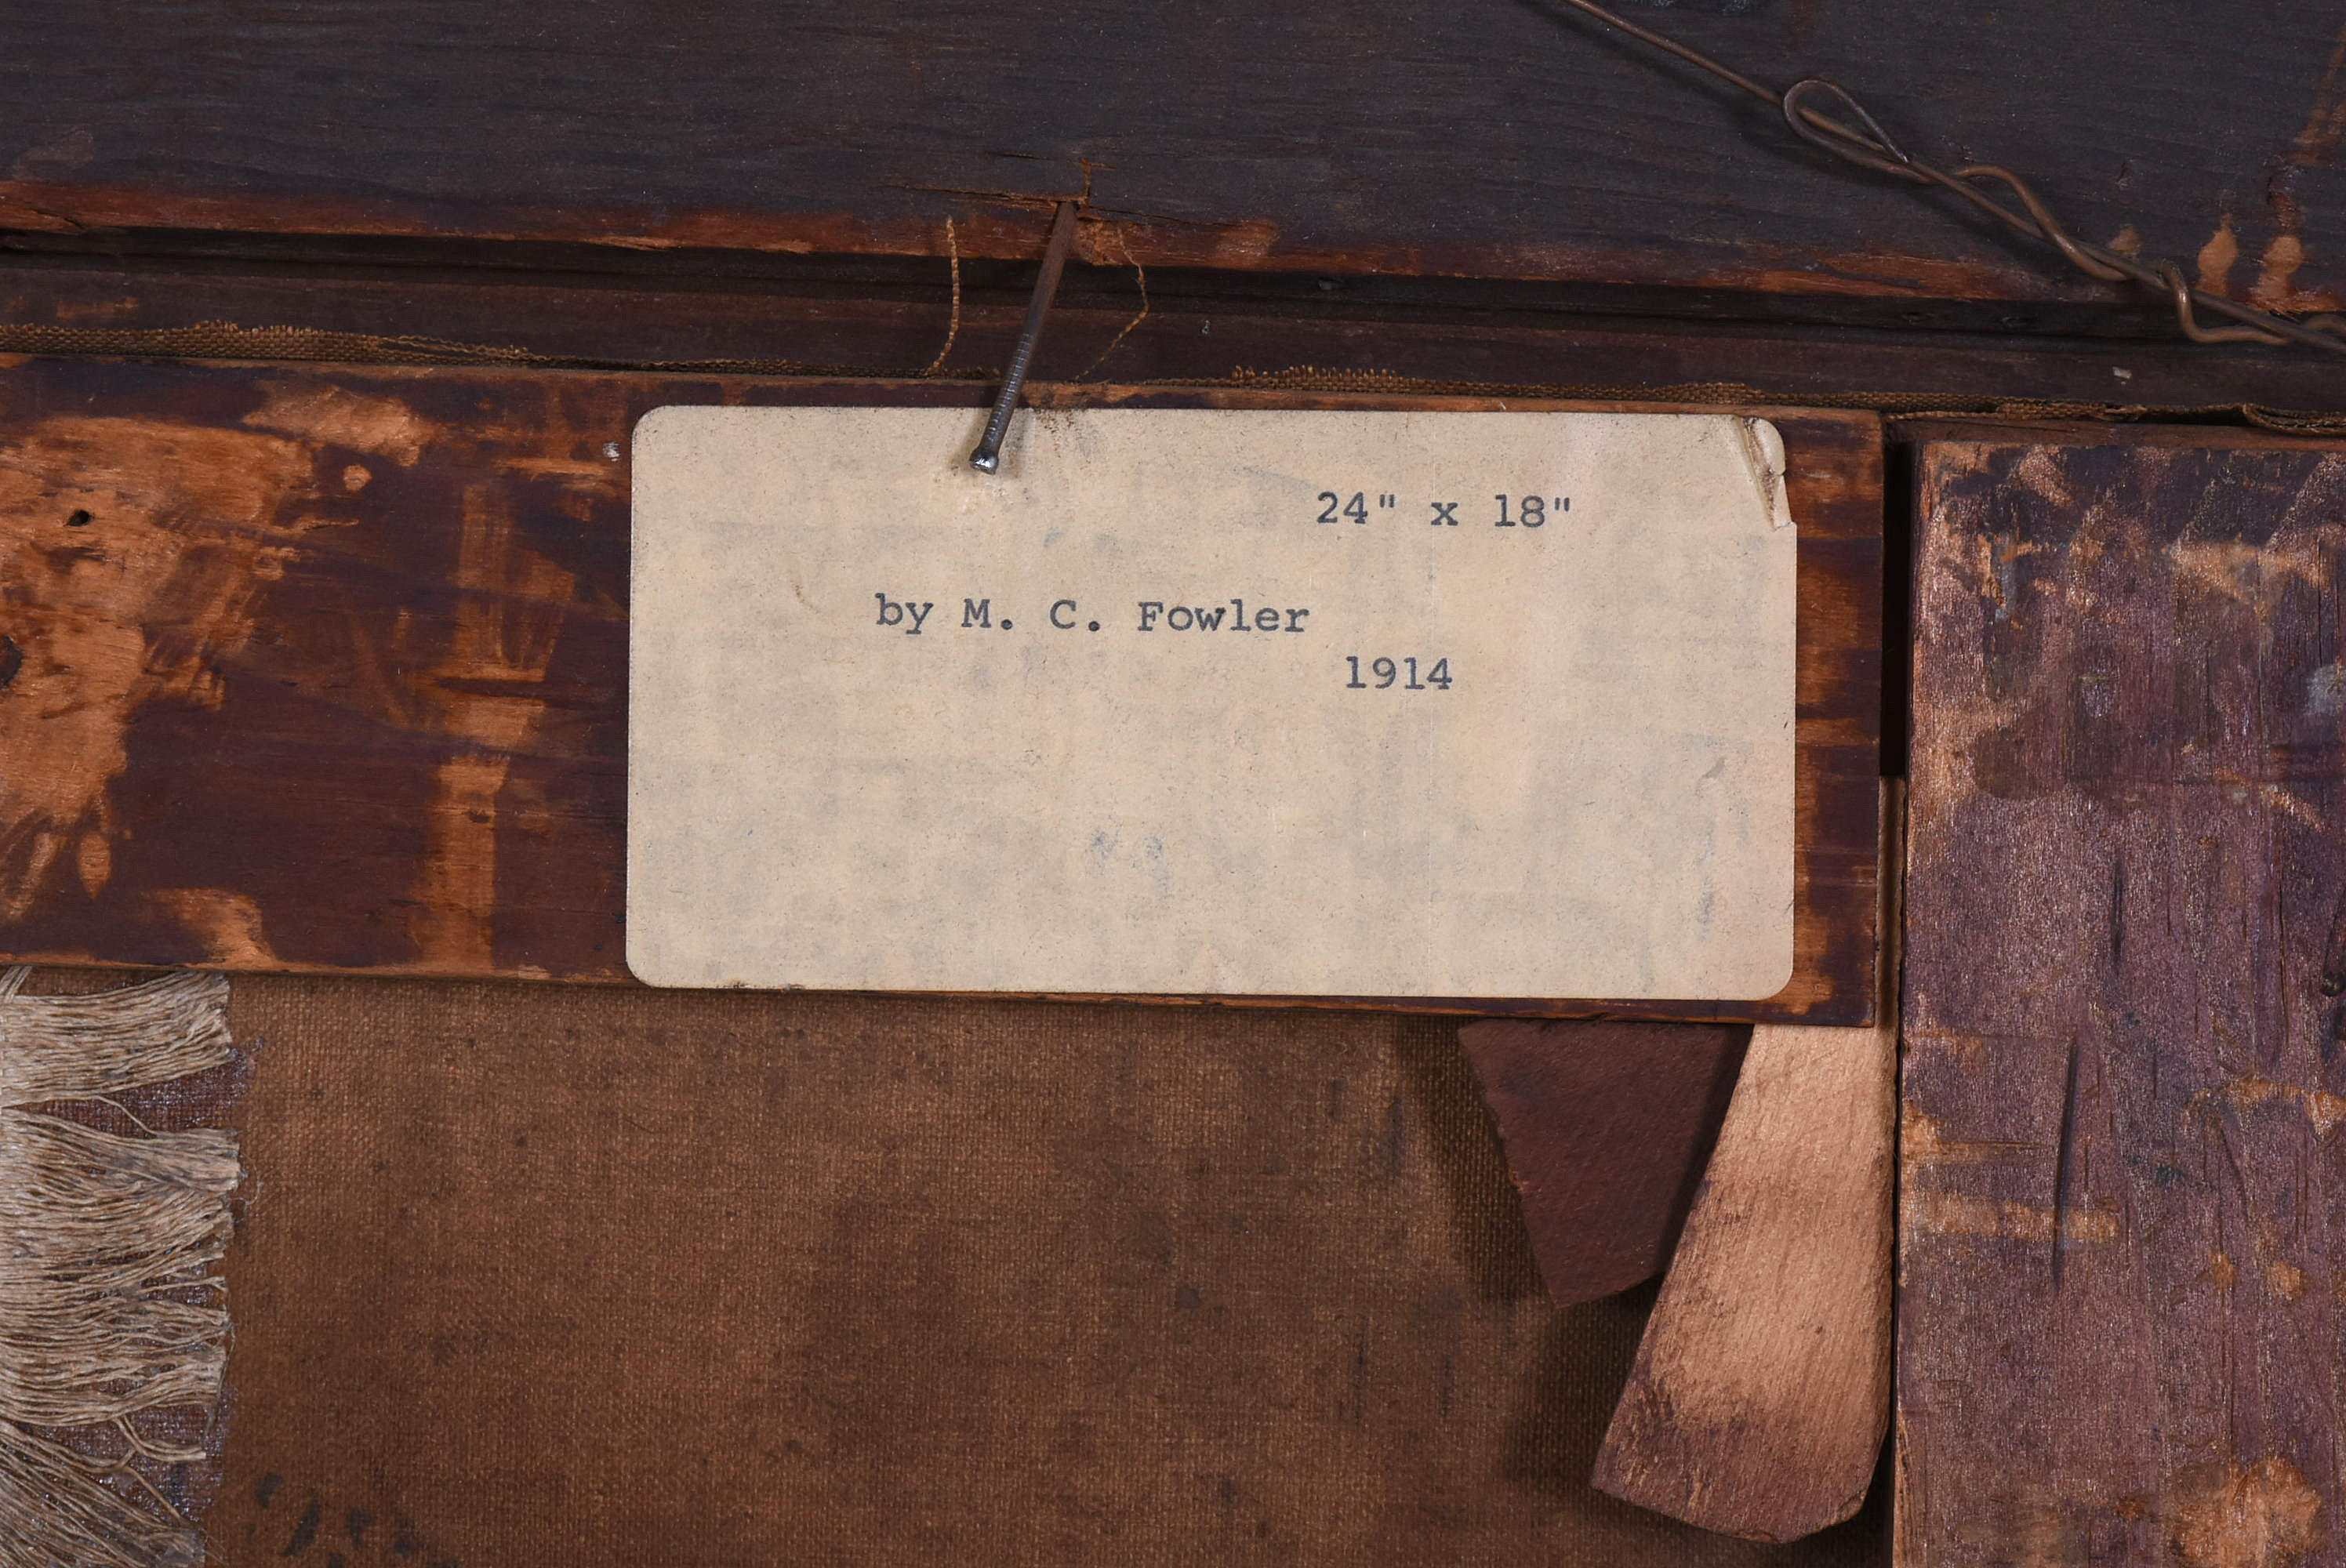 24" x 18"
by M. C. Fowler
1914